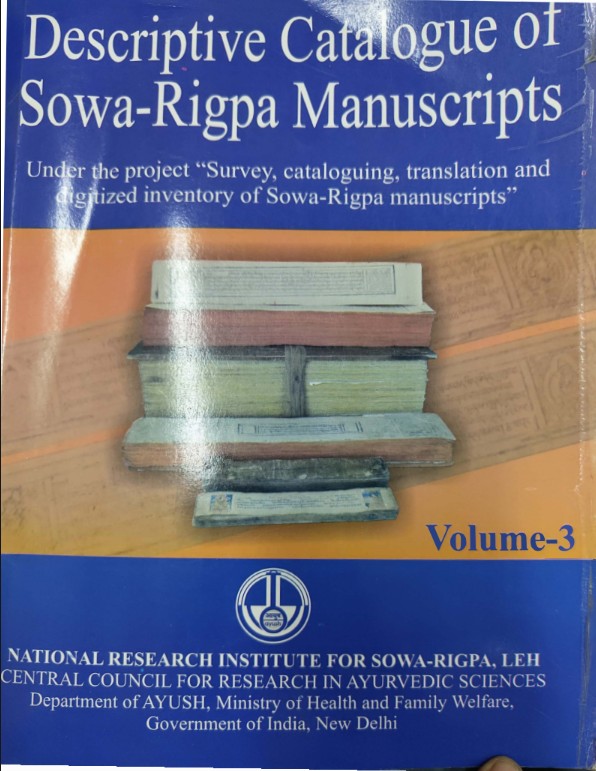 Descriptive Catalogue of
Sowa-Rigpa Manuscripts
Under the project “Survey, cataloguing, translation and
digitized inventory of Sowa-Rigpa manuscripts”
Volume-3
NATIONAL RESEARCH INSTITUTE FOR SOWA-RIGPA, LEH
CENTRAL COUNCIL FOR RESEARCH IN AYURVEDIC SCIENCES
Department of AYUSH, Ministry of Health and Family Welfare,
Government of India, New Delhi